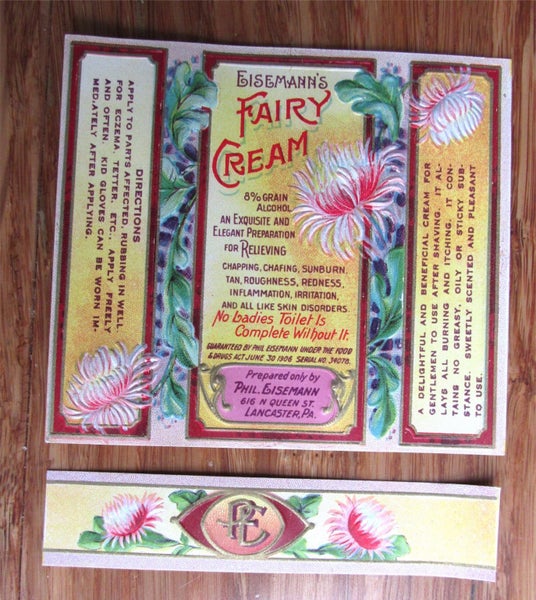 DIRECTIONS
APPLY TO PARTS AFFECTED, RUBBING IN WELL.
FOR ECZEMA, TETTER, ETC. APPLY FREELY
AND OFTEN. KID GLOVES CAN BE WORN IM-
MEDIATELY AFTER APPLYING.
EISEMANN'S
FAIRY
CREAM
8% GRAIN
ALCOHOL
AN EXQUISITE AND
ELEGANT PREPARATION
FOR RELIEVING
CHAPPING, CHAFING, SUNBURN,
TAN, ROUGHNESS, REDNESS,
INFLAMMATION, IRRITATION,
AND ALL LIKE SKIN DISORDERS.
No Ladies Toilet Is
Complete Without It.
GUARANTEED BY PHIL EISEMANN UNDER THE FOOD
& DRUGS ACT JUNE 30 1906 SERIAL NO. 34078.
Prepared only by
PHIL. EISEMANN
616 N QUEEN ST.
LANCASTER, PA.
A DELIGHTFUL AND BENEFICIAL CREAM FOR
GENTLEMEN TO USE AFTER SHAVING. IT AL-
LAYS ALL BURNING AND ITCHING. IT CON-
TAINS NO GREASY, OILY OR STICKY SUB-
STANCE. SWEETLY SCENTED AND PLEASANT
TO USE.
PE